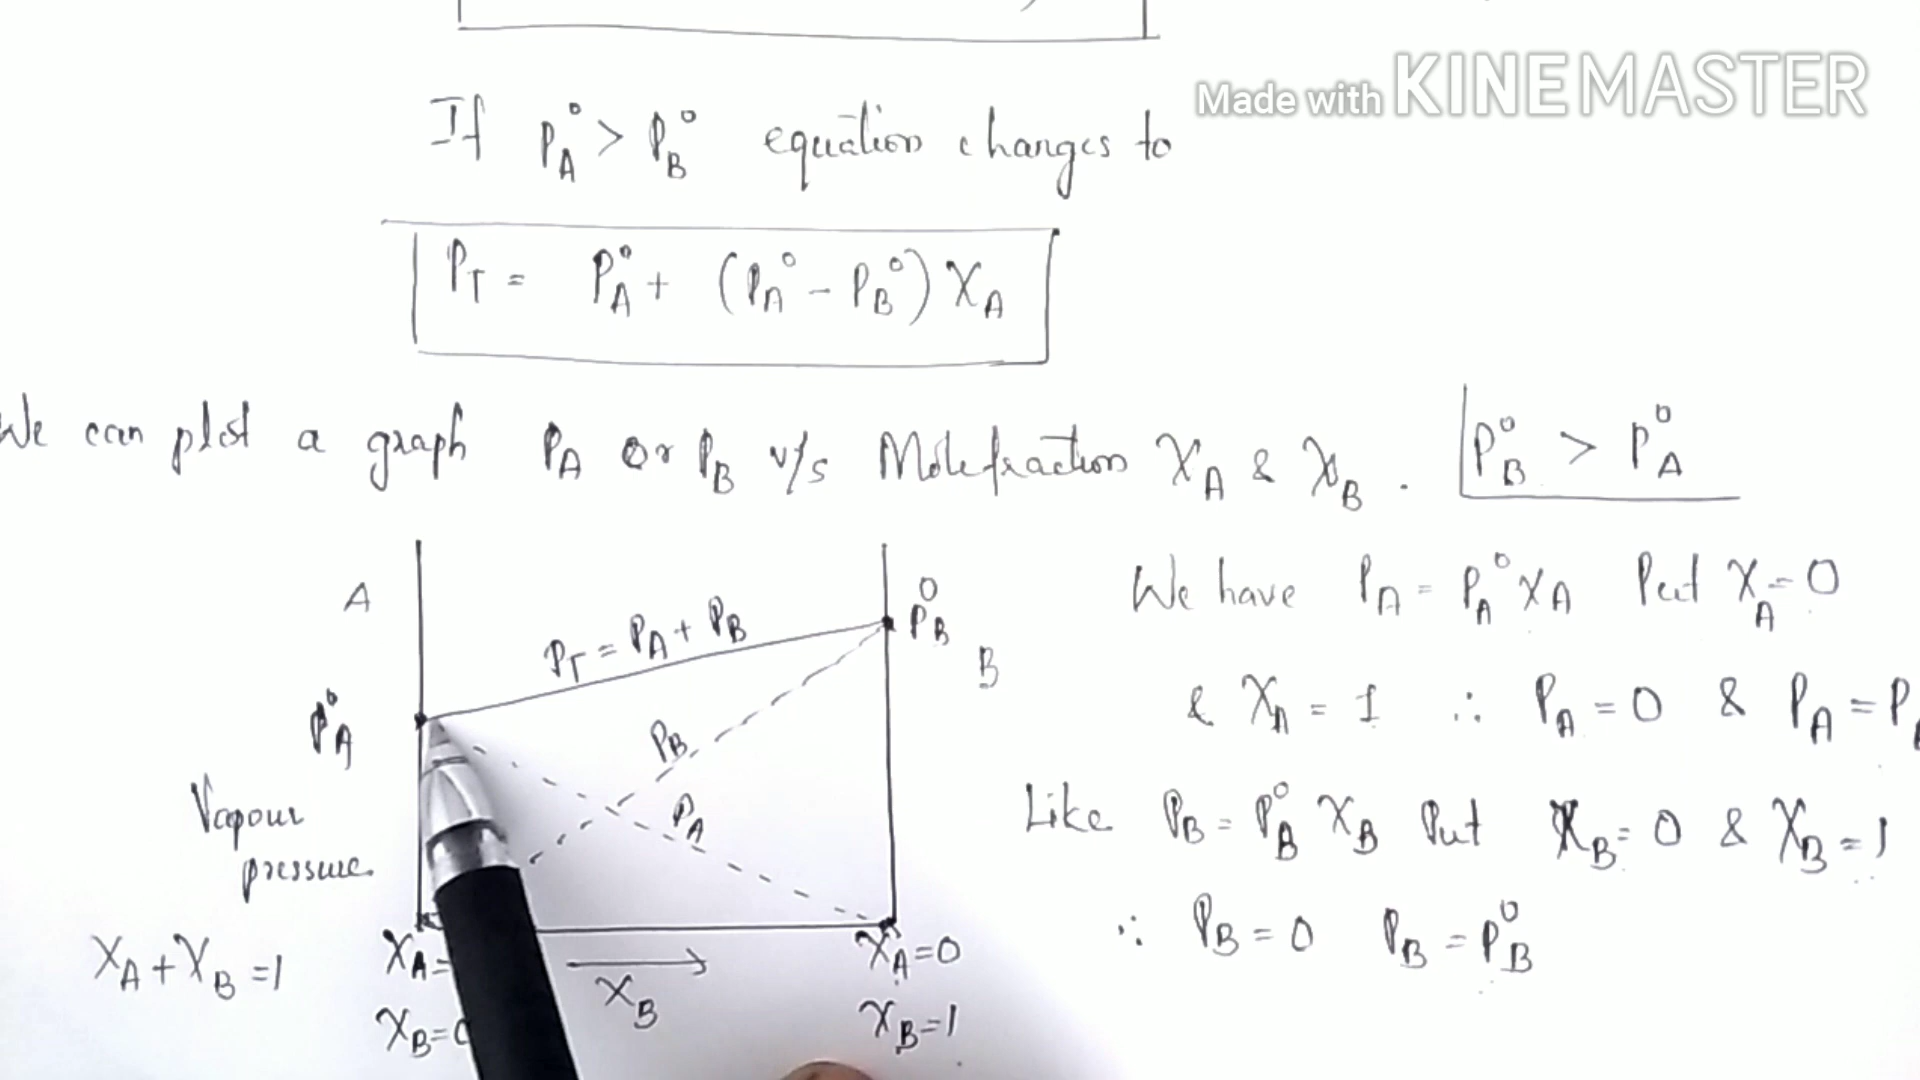 Made with KINEMASTER
If P°A > P°B equation changes to
PT = P°A + (P°A - P°B) XA
We can plot a graph PA or PB v/s Molefraction XA & XB . P°B > P°A
A
PT = PA + PB
P°B
B
P°A
PB
PA
Vapour
pressure
XA + XB = 1
XA=
XA=0
XB
XB=0
XB=1
We have PA = P°A XA Put XA=0
& XA = 1 ∴ PA = 0 & PA = P
Like PB = P°B XB Put XB=0 & XB=1
∴ PB = 0 PB = P°B